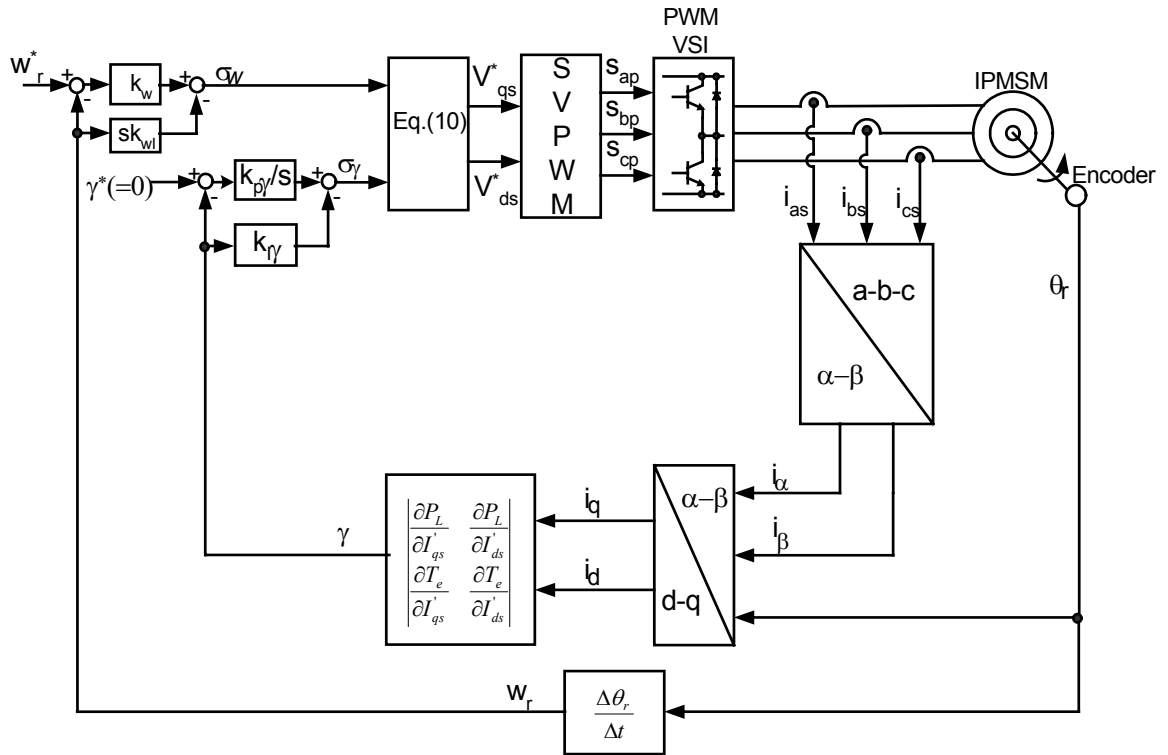 PWM
VSI
IPMSM
w*r
+
-
kw
+
-
σw
skwl
γ*(=0)
+
-
kpγ/s
+
-
σγ
kIγ
Eq.(10)
V*qs
V*ds
S
V
P
W
M
sap
sbp
scp
ias
ibs
ics
Encoder
θr
a-b-c
α–β
iα
iβ
α–β
d-q
iq
id
∂PL/∂I'qs ∂PL/∂I'ds
∂Te/∂I'qs ∂Te/∂I'ds
γ
wr
Δθr
Δt